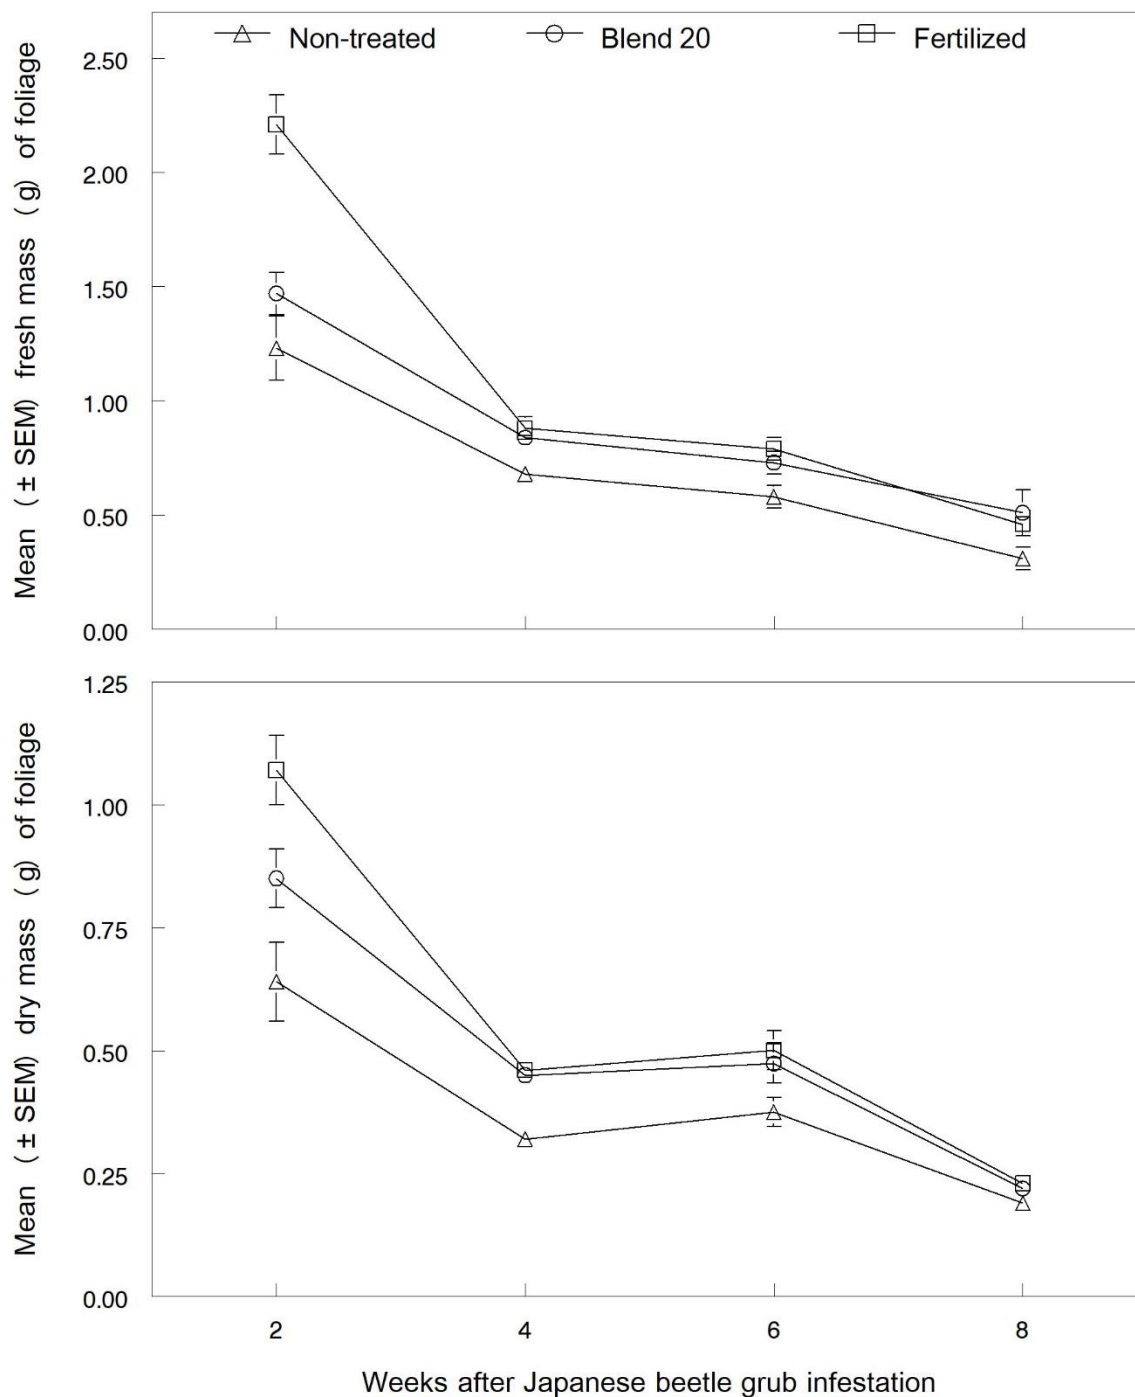 Non-treated Blend 20 Fertilized
Mean (± SEM) fresh mass (g) of foliage
2.50
2.00
1.50
1.00
0.50
0.00
Mean (± SEM) dry mass (g) of foliage
1.25
1.00
0.75
0.50
0.25
0.00
2 4 6 8
Weeks after Japanese beetle grub infestation